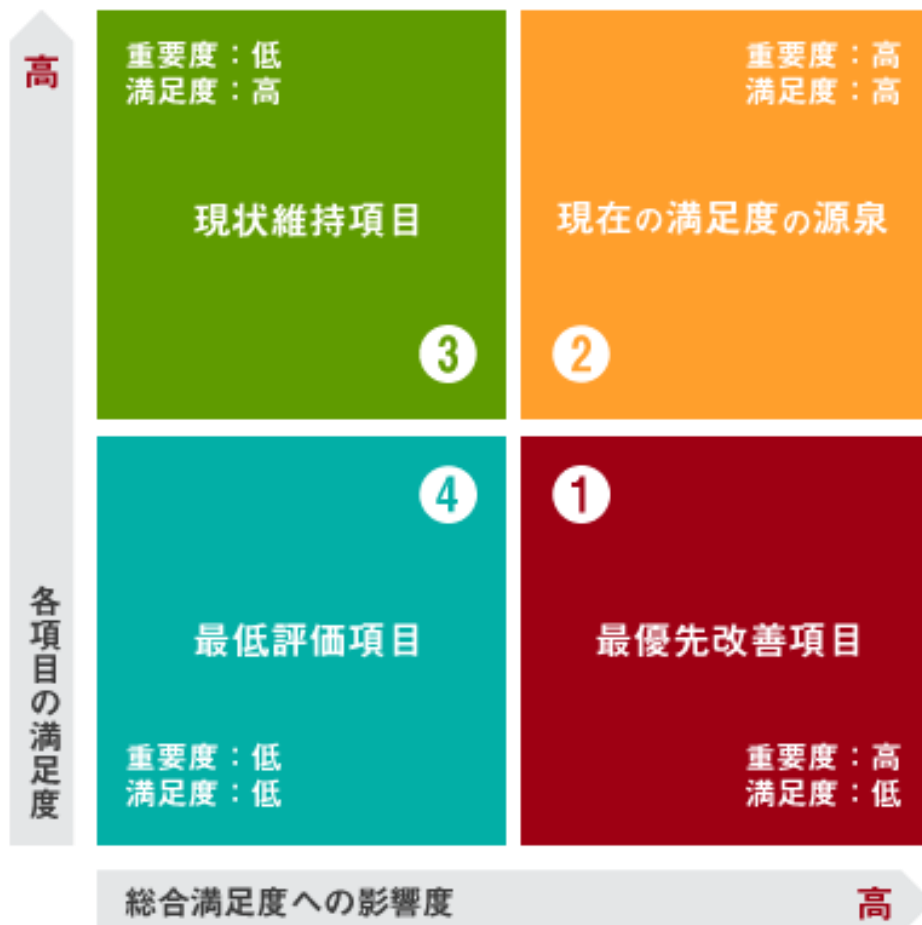 高
重要度：低
満足度：高
現状維持項目
3
重要度：高
満足度：高
現在の満足度の源泉
2
4
最低評価項目
重要度：低
満足度：低
1
最優先改善項目
重要度：高
満足度：低
各項目の満足度
総合満足度への影響度
高